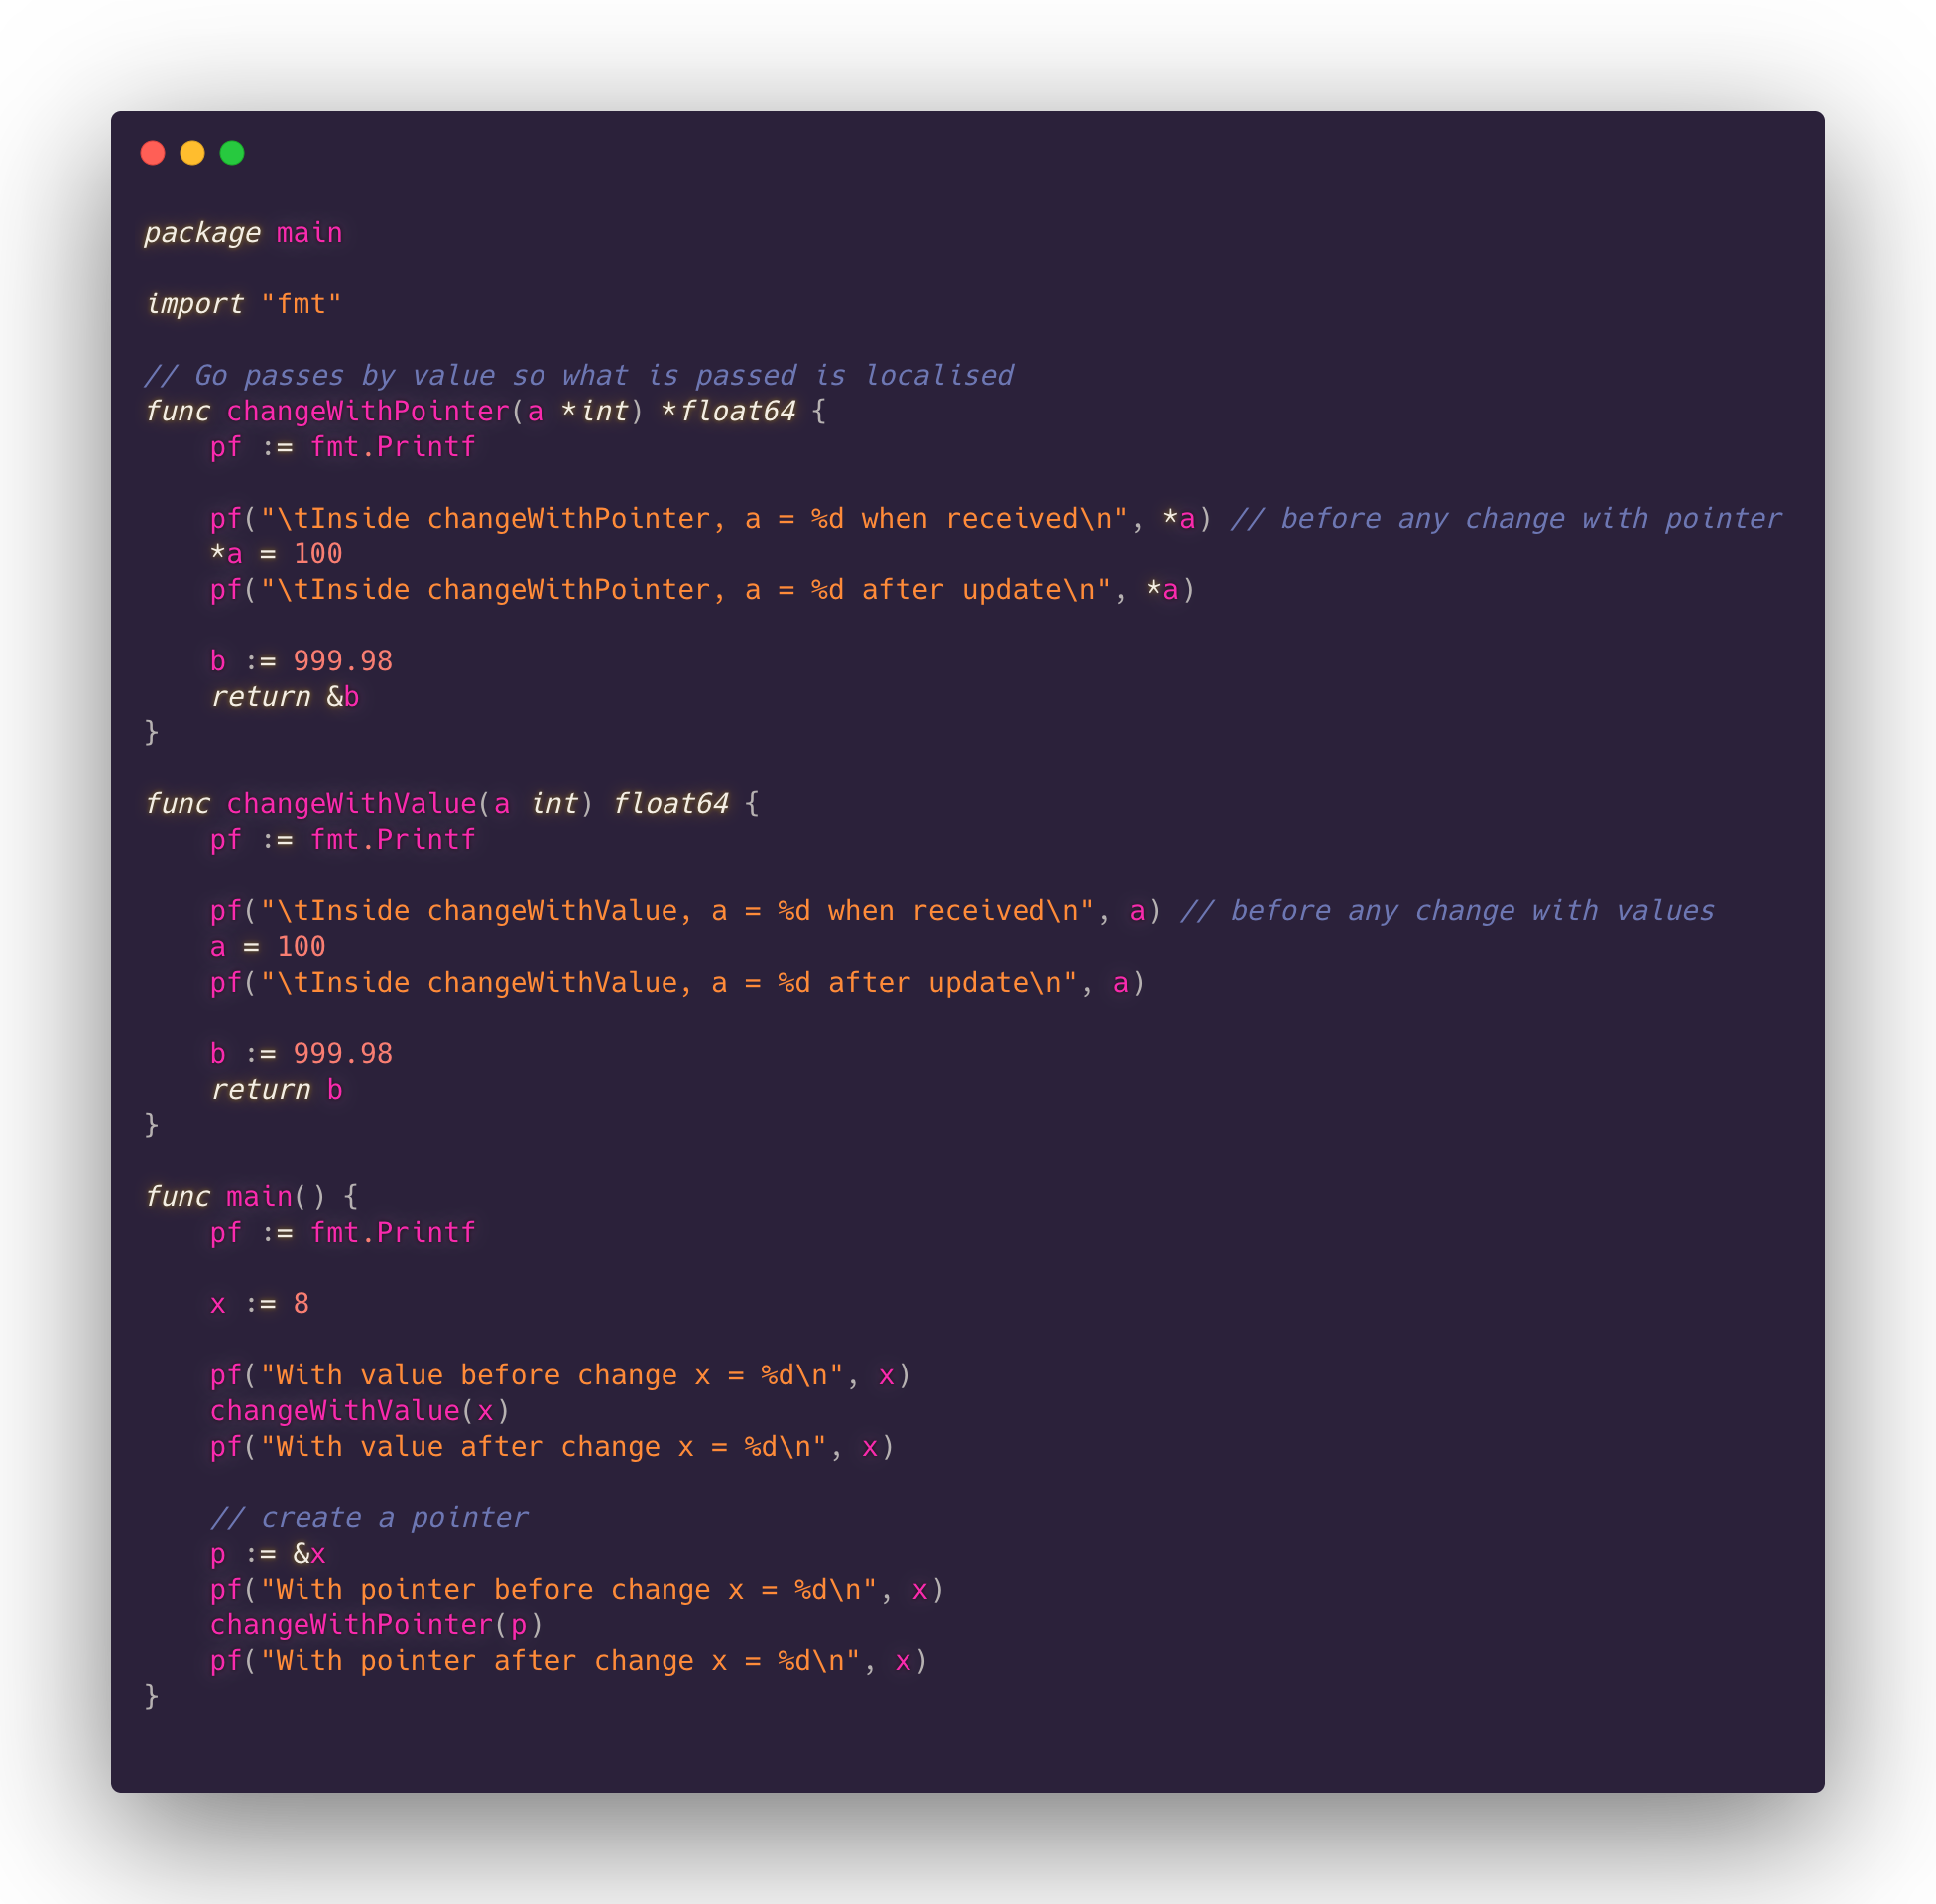 package main

import "fmt"

// Go passes by value so what is passed is localised
func changeWithPointer(a *int) *float64 {
    pf := fmt.Printf

    pf("\tInside changeWithPointer, a = %d when received\n", *a) // before any change with pointer
    *a = 100
    pf("\tInside changeWithPointer, a = %d after update\n", *a)

    b := 999.98
    return &b
}

func changeWithValue(a int) float64 {
    pf := fmt.Printf

    pf("\tInside changeWithValue, a = %d when received\n", a) // before any change with values
    a = 100
    pf("\tInside changeWithValue, a = %d after update\n", a)

    b := 999.98
    return b
}

func main() {
    pf := fmt.Printf

    x := 8

    pf("With value before change x = %d\n", x)
    changeWithValue(x)
    pf("With value after change x = %d\n", x)

    // create a pointer
    p := &x
    pf("With pointer before change x = %d\n", x)
    changeWithPointer(p)
    pf("With pointer after change x = %d\n", x)
}